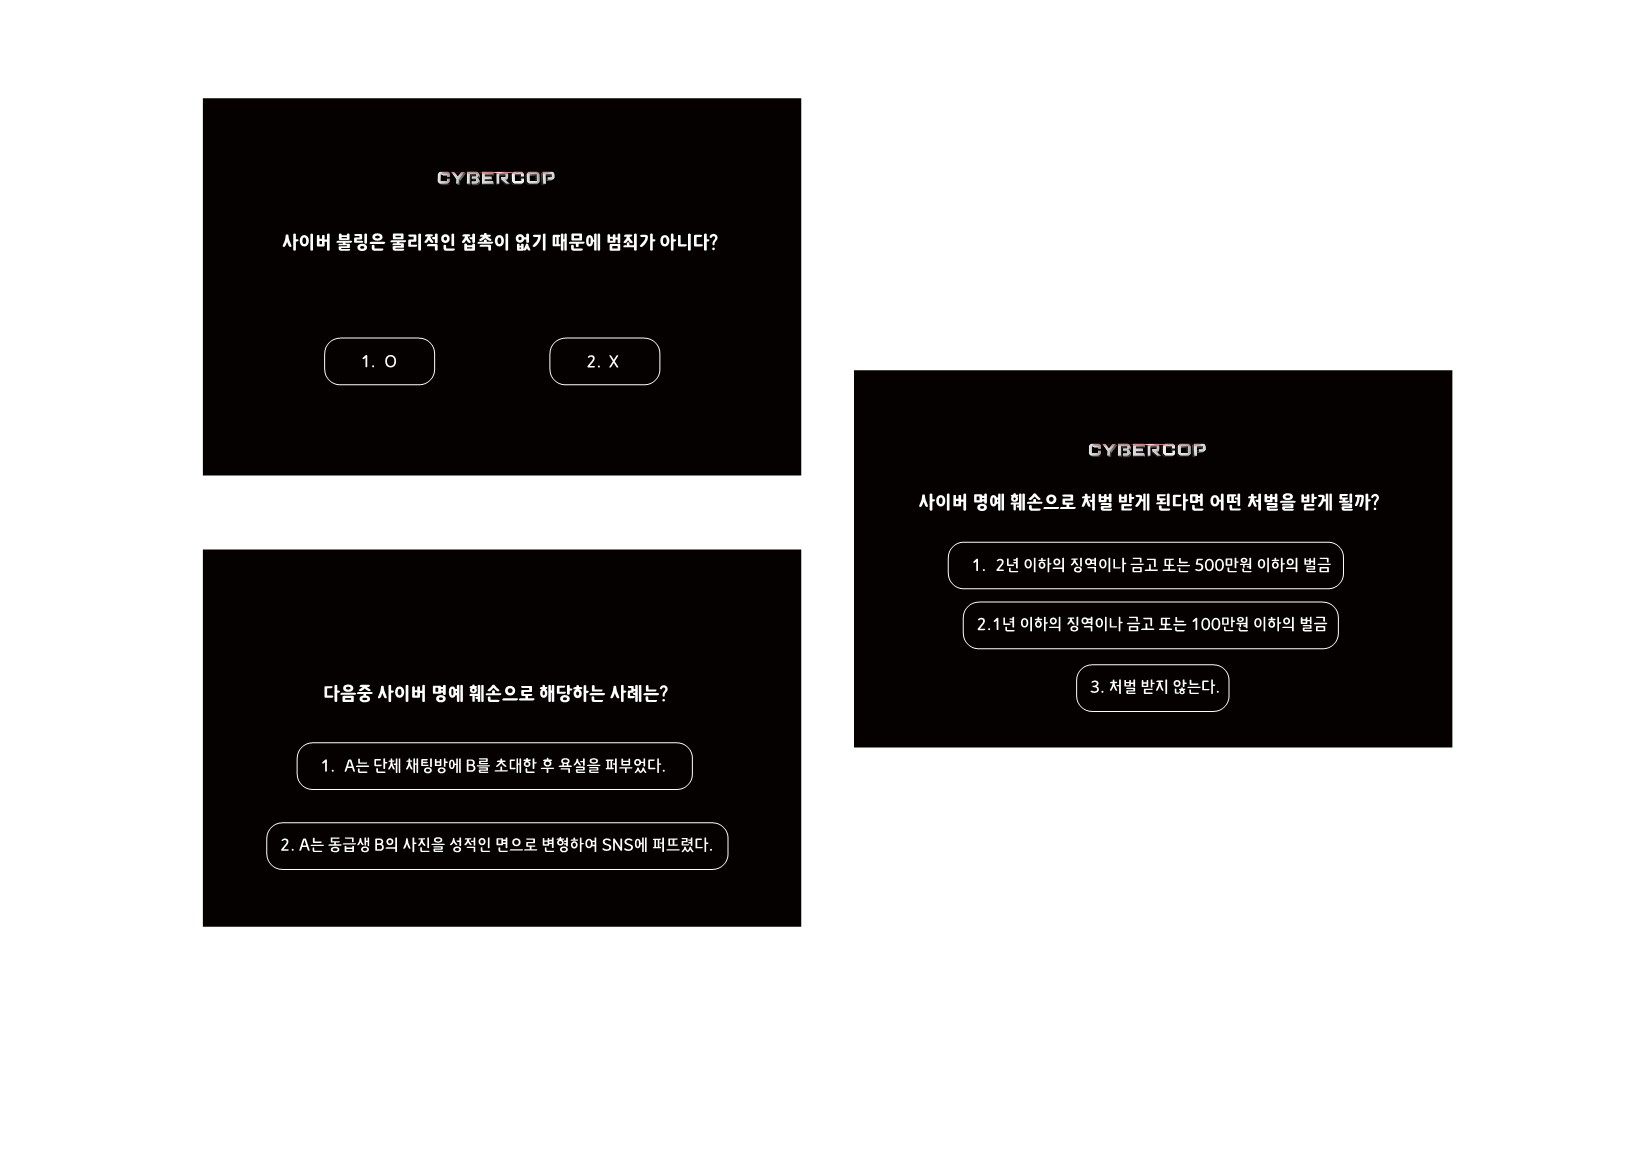 CYBERCOP
사이버 불링은 물리적인 접촉이 없기 때문에 범죄가 아니다?
1. O
2. X
다음중 사이버 명예 훼손으로 해당하는 사례는?
1. A는 단체 채팅방에 B를 초대한 후 욕설을 퍼부었다.
2. A는 동급생 B의 사진을 성적인 면으로 변형하여 SNS에 퍼뜨렸다.
CYBERCOP
사이버 명예 훼손으로 처벌 받게 된다면 어떤 처벌을 받게 될까?
1. 2년 이하의 징역이나 금고 또는 500만원 이하의 벌금
2.1년 이하의 징역이나 금고 또는 100만원 이하의 벌금
3. 처벌 받지 않는다.